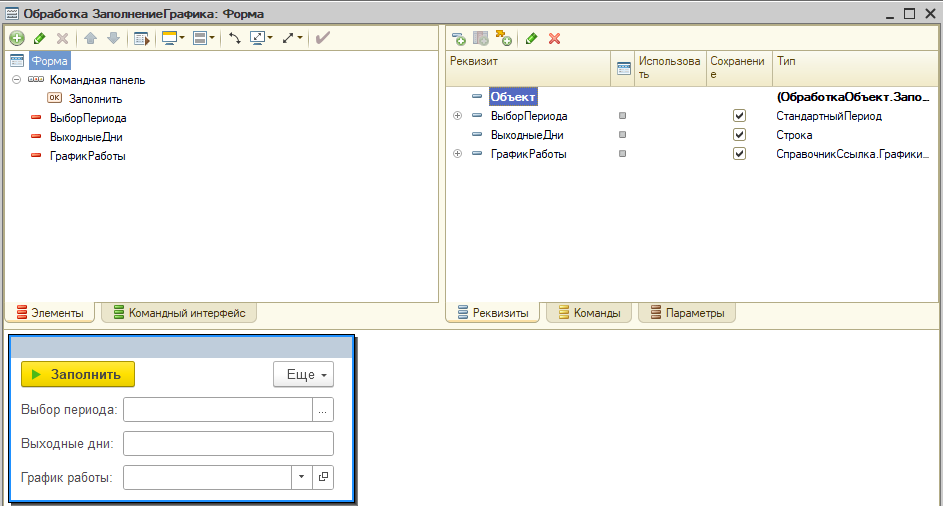 Обработка ЗаполнениеГрафика: Форма
Форма
Командная панель
OK Заполнить
ВыборПериода
ВыходныеДни
ГрафикРаботы
Элементы
Командный интерфейс
Реквизит
Использова
ть
Сохранени
е
Тип
Объект
(ОбработкаОбъект.Запо...
ВыборПериода
СтандартныйПериод
ВыходныеДни
Строка
ГрафикРаботы
СправочникСсылка.Графики...
Реквизиты
Команды
Параметры
Заполнить
Еще
Выбор периода:
...
Выходные дни:
График работы: